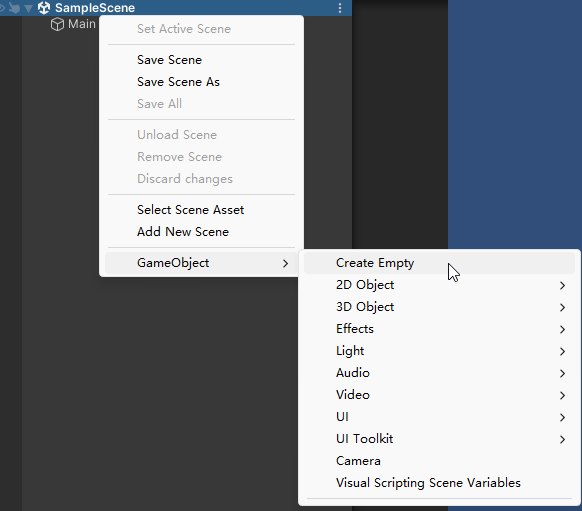 SampleScene
Main
Set Active Scene
Save Scene
Save Scene As
Save All
Unload Scene
Remove Scene
Discard changes
Select Scene Asset
Add New Scene
GameObject
Create Empty
2D Object
3D Object
Effects
Light
Audio
Video
UI
UI Toolkit
Camera
Visual Scripting Scene Variables